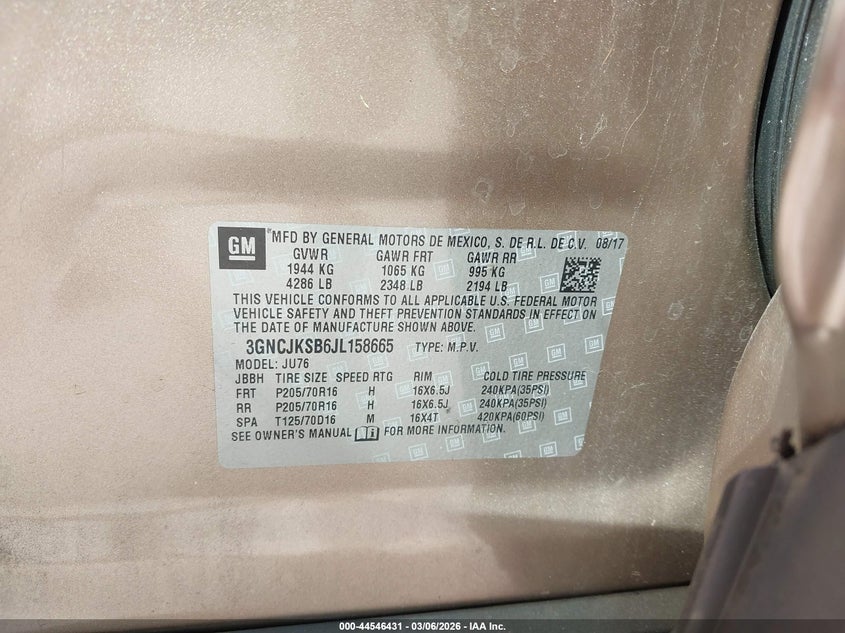 GM MFD BY GENERAL MOTORS DE MEXICO, S. DE R.L. DE C.V. 08/17
GVWR GAWR FRT GAWR RR
1944 KG 1065 KG 995 KG
4286 LB 2348 LB 2194 LB
THIS VEHICLE CONFORMS TO ALL APPLICABLE U.S. FEDERAL MOTOR
VEHICLE SAFETY AND THEFT PREVENTION STANDARDS IN EFFECT ON
THE DATE OF MANUFACTURE SHOWN ABOVE.
3GNCJKSB6JL158665 TYPE: M.P.V.
MODEL: JU76
JBBH TIRE SIZE SPEED RTG RIM COLD TIRE PRESSURE
FRT P205/70R16 H 16X6.5J 240KPA(35PSI)
RR P205/70R16 H 16X6.5J 240KPA(35PSI)
SPA T125/70D16 M 16X4T 420KPA(60PSI)
SEE OWNER'S MANUAL FOR MORE INFORMATION.
000-44546431 - 03/06/2026 - IAA Inc.